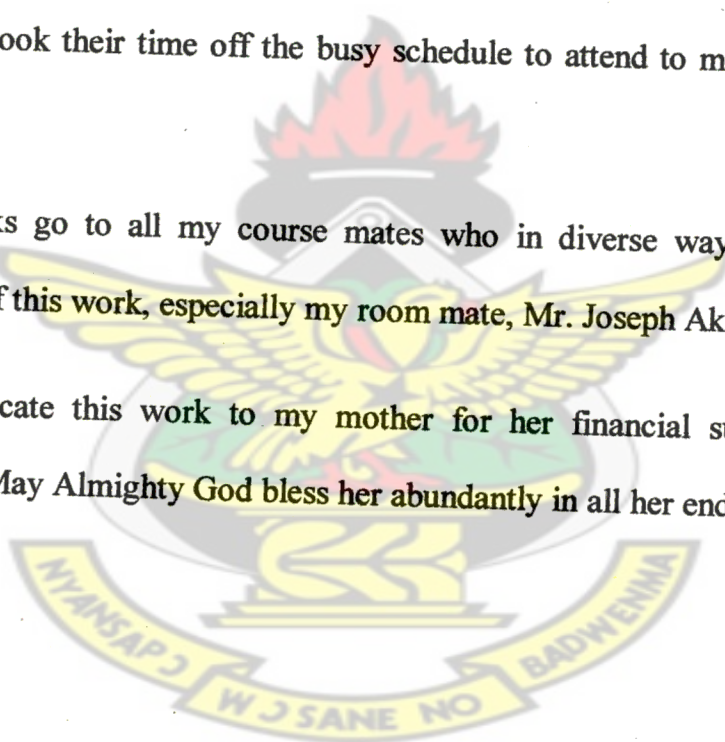 ook their time off the busy schedule to attend to m
s go to all my course mates who in diverse way
f this work, especially my room mate, Mr. Joseph Ak
cate this work to my mother for her financial s
May Almighty God bless her abundantly in all her end
NYANSAPƆ WƆSANE NO BADWENMA